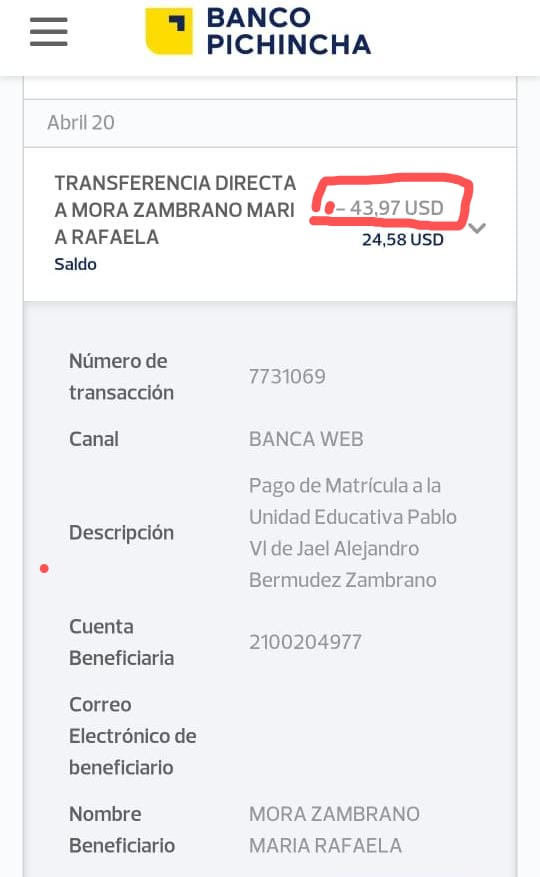 BANCO
PICHINCHA
Abril 20
TRANSFERENCIA DIRECTA
A MORA ZAMBRANO MARI
A RAFAELA
– 43,97 USD
24,58 USD
Saldo
Número de
transacción
7731069
Canal
BANCA WEB
Descripción
Pago de Matrícula a la
Unidad Educativa Pablo
VI de Jael Alejandro
Bermudez Zambrano
Cuenta
Beneficiaria
2100204977
Correo
Electrónico de
beneficiario
Nombre
Beneficiario
MORA ZAMBRANO
MARIA RAFAELA